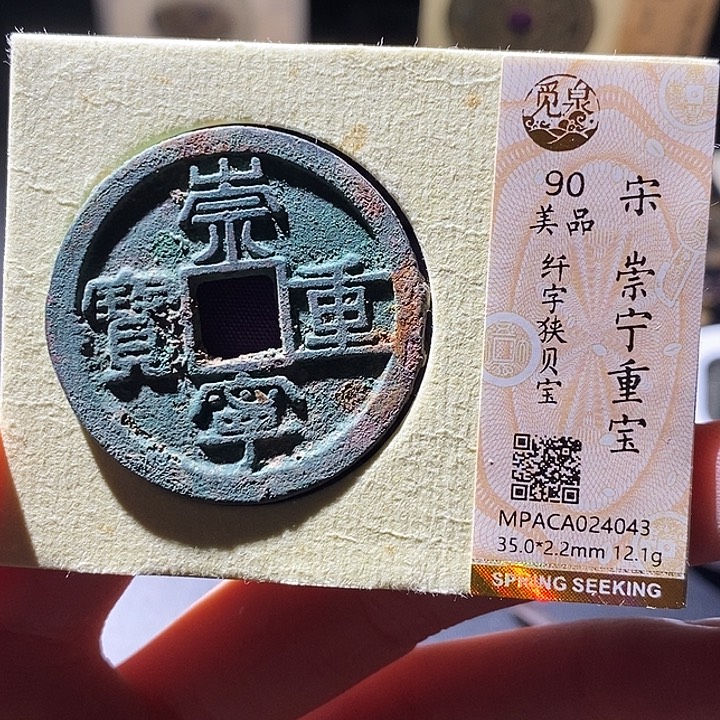 崇
寧
重
寶
觅泉
90
美品
宋 崇宁重宝
纤字狭贝宝
MPACA024043
35.0*2.2mm 12.1g
SPRING SEEKING